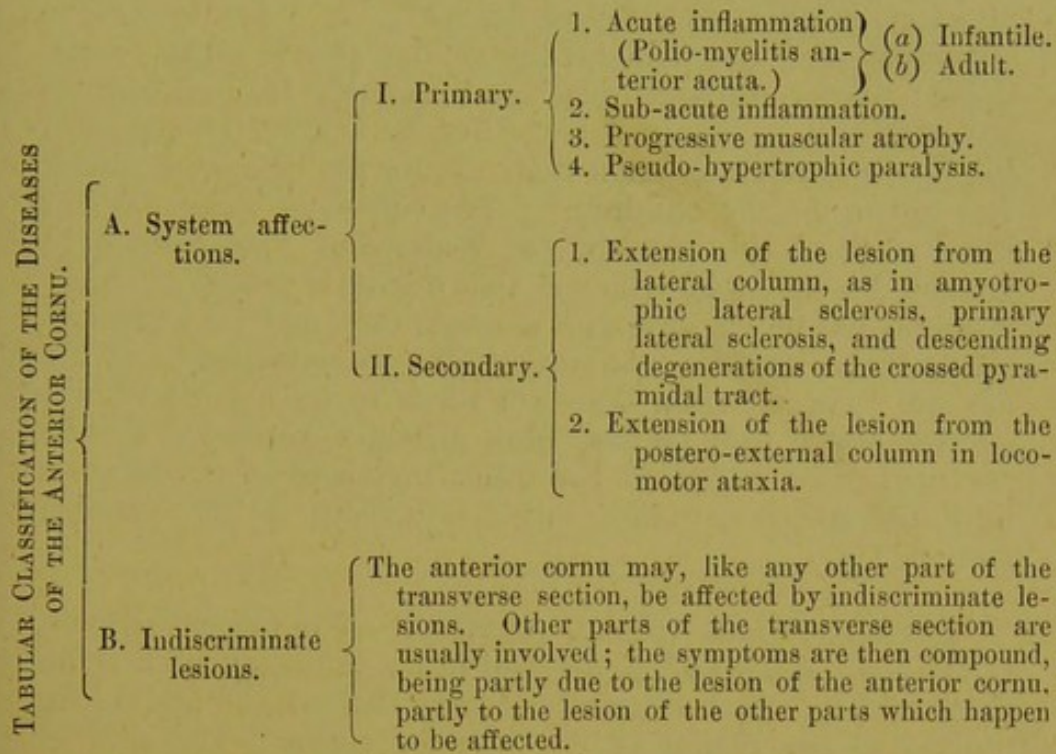 TABULAR CLASSIFICATION OF THE DISEASES
OF THE ANTERIOR CORNU.
A. System affec-
tions.
I. Primary.
1. Acute inflammation
(Polio-myelitis an-
terior acuta.)
(a) Infantile.
(b) Adult.
2. Sub-acute inflammation.
3. Progressive muscular atrophy.
4. Pseudo-hypertrophic paralysis.
II. Secondary.
1. Extension of the lesion from the
lateral column, as in amyotro-
phic lateral sclerosis, primary
lateral sclerosis, and descending
degenerations of the crossed pyra-
midal tract.
2. Extension of the lesion from the
postero-external column in loco-
motor ataxia.
B. Indiscriminate
lesions.
The anterior cornu may, like any other part of the
transverse section, be affected by indiscriminate le-
sions. Other parts of the transverse section are
usually involved; the symptoms are then compound,
being partly due to the lesion of the anterior cornu,
partly to the lesion of the other parts which happen
to be affected.